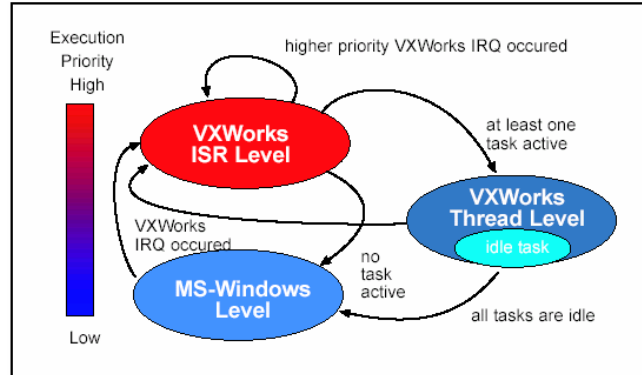 Execution
Priority
High
higher priority VXWorks IRQ occured
VXWorks
ISR Level
at least one
task active
VXWorks
Thread Level
idle task
VXWorks
IRQ occured
no
task
active
MS-Windows
Level
all tasks are idle
Low